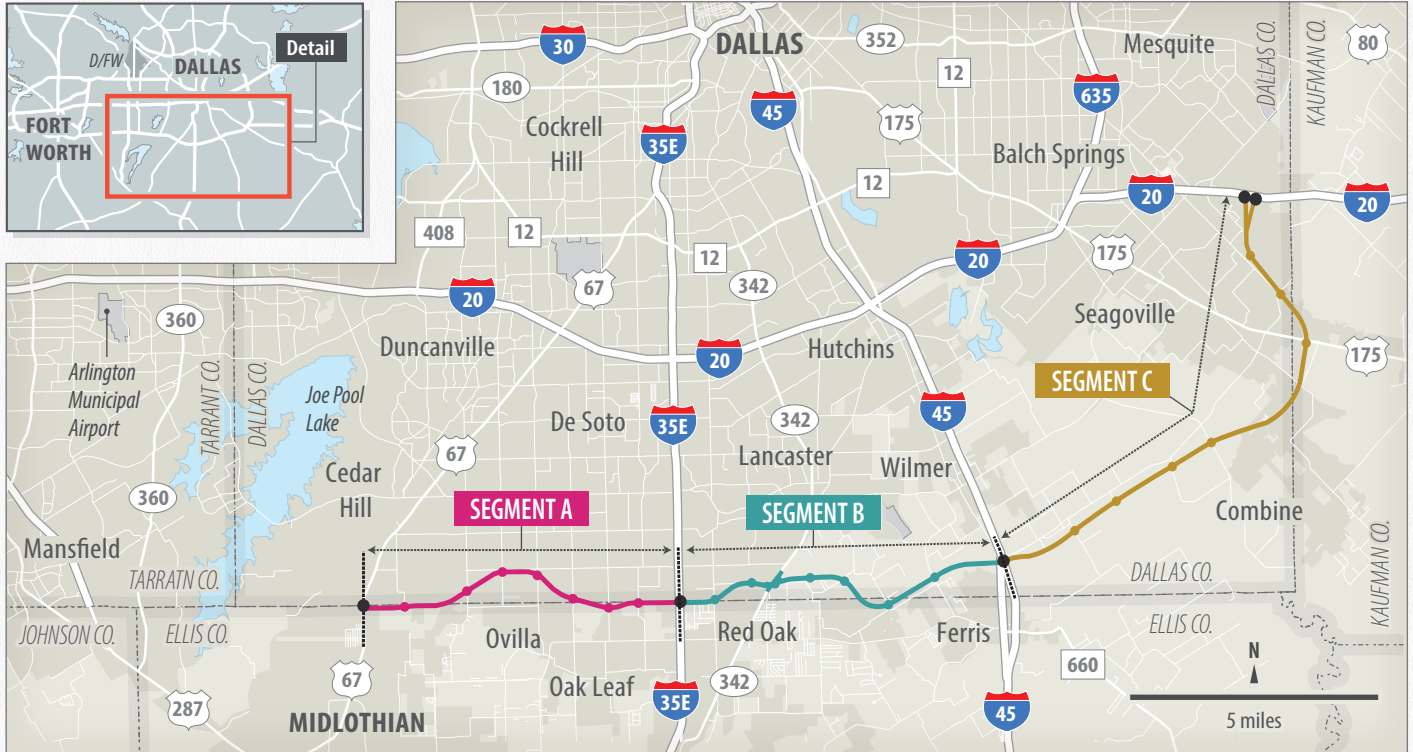 D/FW
DALLAS
Detail
FORT
WORTH
30
DALLAS
352
Mesquite
80
DALLAS CO.
KAUFMAN CO.
12
180
45
635
Cockrell
Hill
35E
175
Balch Springs
12
20
20
408
12
12
20
175
67
342
360
20
Seagoville
Duncanville
20
Hutchins
175
Arlington
Municipal
Airport
TARRANT CO.
DALLAS CO.
Joe Pool
Lake
SEGMENT C
De Soto
35E
342
45
67
Lancaster
Wilmer
Cedar
Hill
360
SEGMENT A
SEGMENT B
Combine
Mansfield
TARRATN CO.
DALLAS CO.
KAUFMAN CO.
JOHNSON CO.
ELLIS CO.
Ovilla
Red Oak
Ferris
ELLIS CO.
N
660
67
Oak Leaf
35E
342
287
MIDLOTHIAN
45
5 miles